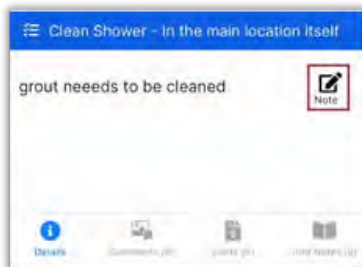 Clean Shower - In the main location itself
grout neeeds to be cleaned
Note
Details